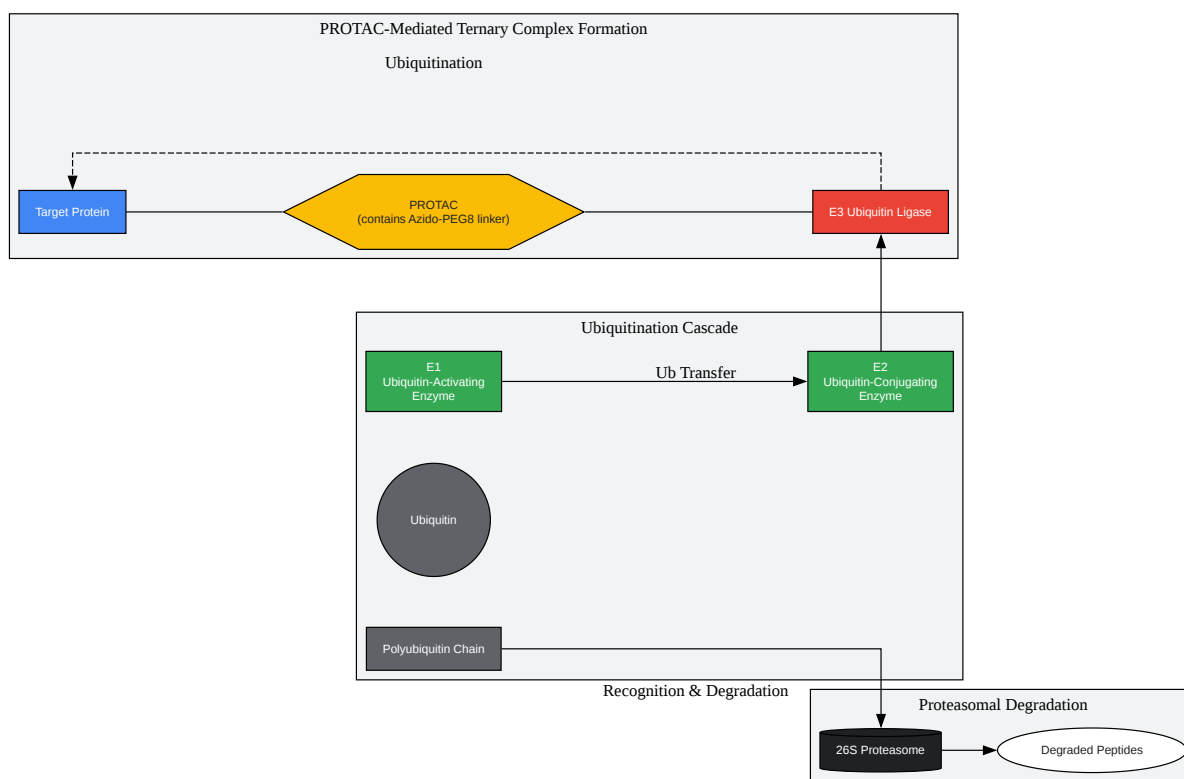 PROTAC-Mediated Ternary Complex Formation
Ubiquitination
Target Protein
PROTAC
(contains Azido-PEG8 linker)
E3 Ubiquitin Ligase
Ubiquitination Cascade
E1
Ubiquitin-Activating
Enzyme
Ub Transfer
E2
Ubiquitin-Conjugating
Enzyme
Ubiquitin
Polyubiquitin Chain
Recognition & Degradation
Proteasomal Degradation
26S Proteasome
Degraded Peptides